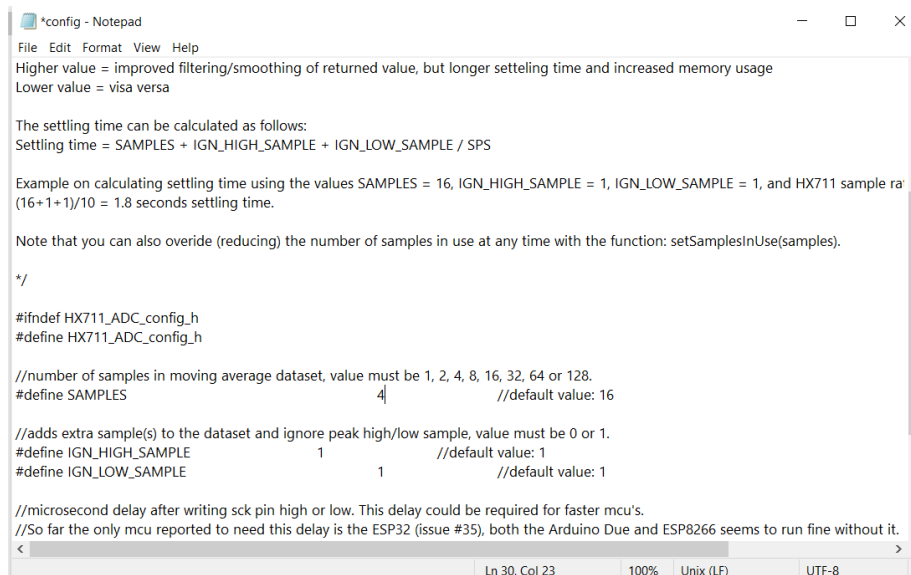 *config - Notepad
File Edit Format View Help
Higher value = improved filtering/smoothing of returned value, but longer setteling time and increased memory usage
Lower value = visa versa
The settling time can be calculated as follows:
Settling time = SAMPLES + IGN_HIGH_SAMPLE + IGN_LOW_SAMPLE / SPS
Example on calculating settling time using the values SAMPLES = 16, IGN_HIGH_SAMPLE = 1, IGN_LOW_SAMPLE = 1, and HX711 sample
(16+1+1)/10 = 1.8 seconds settling time.
Note that you can also overide (reducing) the number of samples in use at any time with the function: setSamplesInUse(samples).
*/
#ifndef HX711_ADC_config_h
#define HX711_ADC_config_h
//number of samples in moving average dataset, value must be 1, 2, 4, 8, 16, 32, 64 or 128.
#define SAMPLES 4 //default value: 16
//adds extra sample(s) to the dataset and ignore peak high/low sample, value must be 0 or 1.
#define IGN_HIGH_SAMPLE 1 //default value: 1
#define IGN_LOW_SAMPLE 1 //default value: 1
//microsecond delay after writing sck pin high or low. This delay could be required for faster mcu's.
//So far the only mcu reported to need this delay is the ESP32 (issue #35), both the Arduino Due and ESP8266 seems to run fine without it.
Ln 30, Col 23 100% Unix (LF) UTF-8